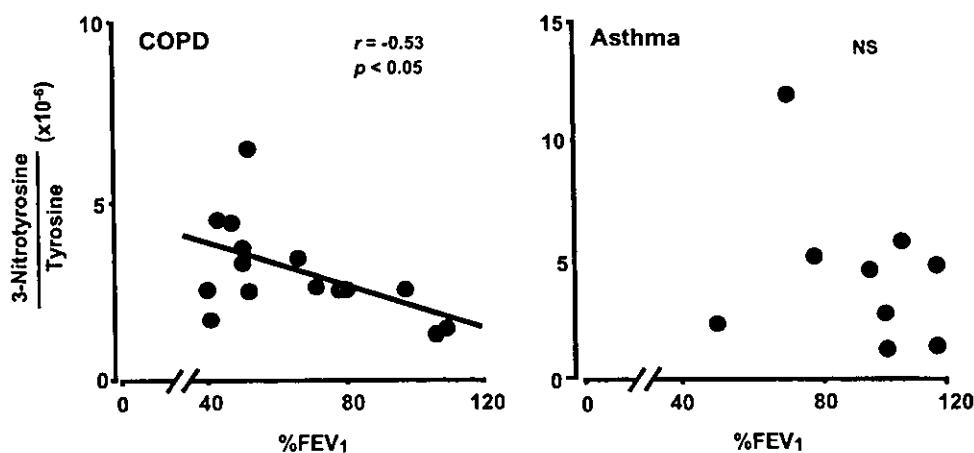 10
COPD
r = -0.53
p < 0.05
5
0
0
40
80
120
%FEV1
3-Nitrotyrosine
Tyrosine
(x10-6)
15
Asthma
NS
10
5
0
0
40
80
120
%FEV1